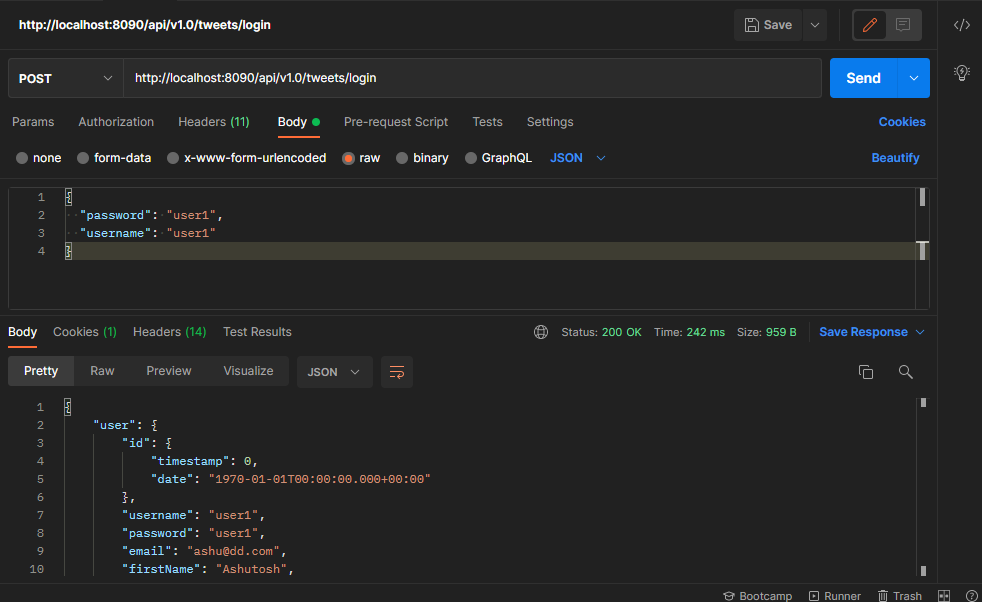 http://localhost:8090/api/v1.0/tweets/login Save
POST http://localhost:8090/api/v1.0/tweets/login Send
Params Authorization Headers (11) Body Pre-request Script Tests Settings Cookies
none form-data x-www-form-urlencoded raw binary GraphQL JSON Beautify
1 {
2 "password": "user1",
3 "username": "user1"
4 }
Body Cookies (1) Headers (14) Test Results Status: 200 OK Time: 242 ms Size: 959 B Save Response
Pretty Raw Preview Visualize JSON
1 {
2 "user": {
3 "id": {
4 "timestamp": 0,
5 "date": "1970-01-01T00:00:00.000+00:00"
6 },
7 "username": "user1",
8 "password": "user1",
9 "email": "ashu@dd.com",
10 "firstName": "Ashutosh",
Bootcamp Runner Trash